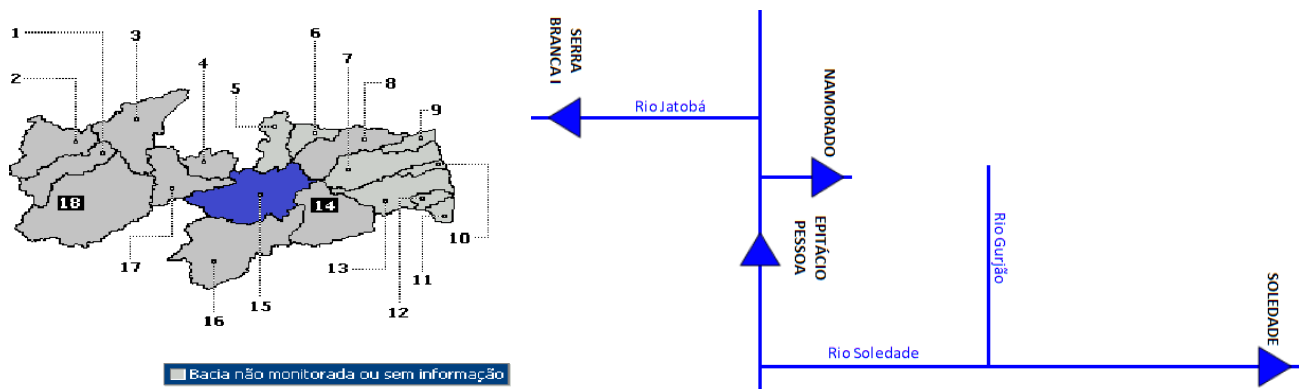 1
2
3
4
5
6
7
8
9
10
11
12
13
14
15
16
17
18
Bacia não monitorada ou sem informação
SERRA
BRANCA I
Rio Jatobá
NAMORADO
EPITÁCIO
PESSOA
Rio Gurjão
Rio Soledade
SOLEDADE